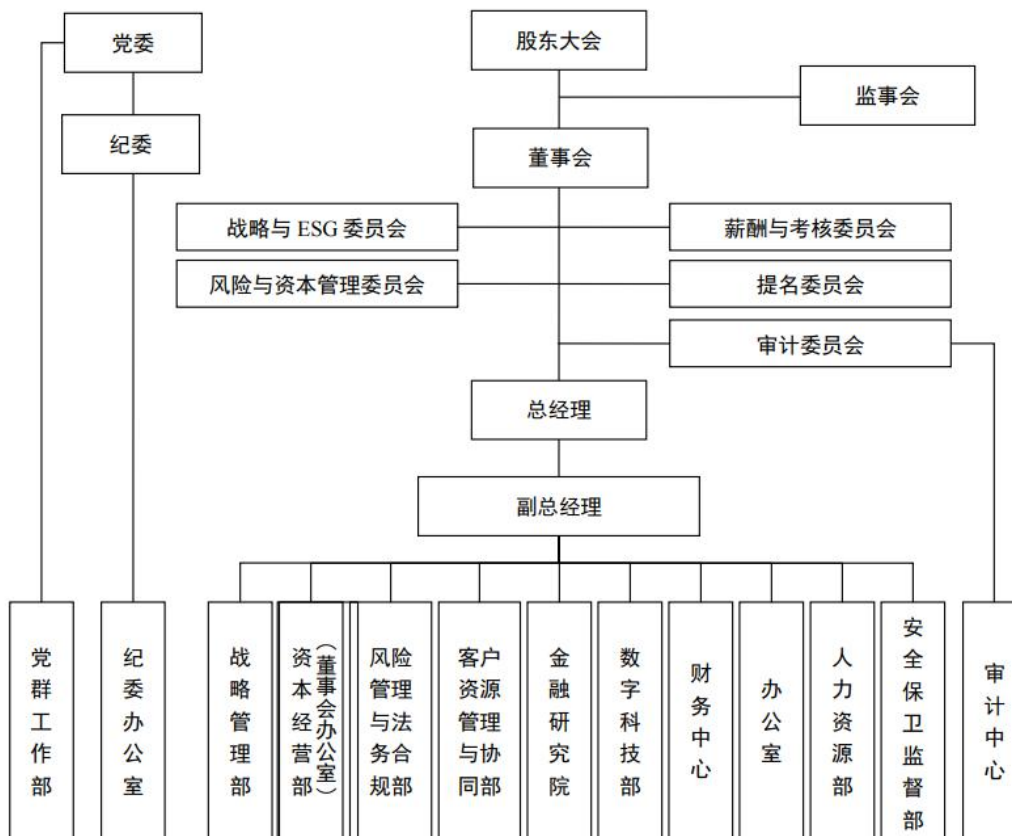 党委
股东大会
监事会
纪委
董事会
战略与 ESG 委员会
薪酬与考核委员会
风险与资本管理委员会
提名委员会
审计委员会
总经理
副总经理
党群工作部
纪委办公室
战略管理部
资本经营部
（董事会办公室）
风险
管理
与法
务合
规部
客户
资源
管理
与协
同部
金融研究院
数字科技部
财务中心
办公室
人力资源部
安全保卫监督部
审计中心